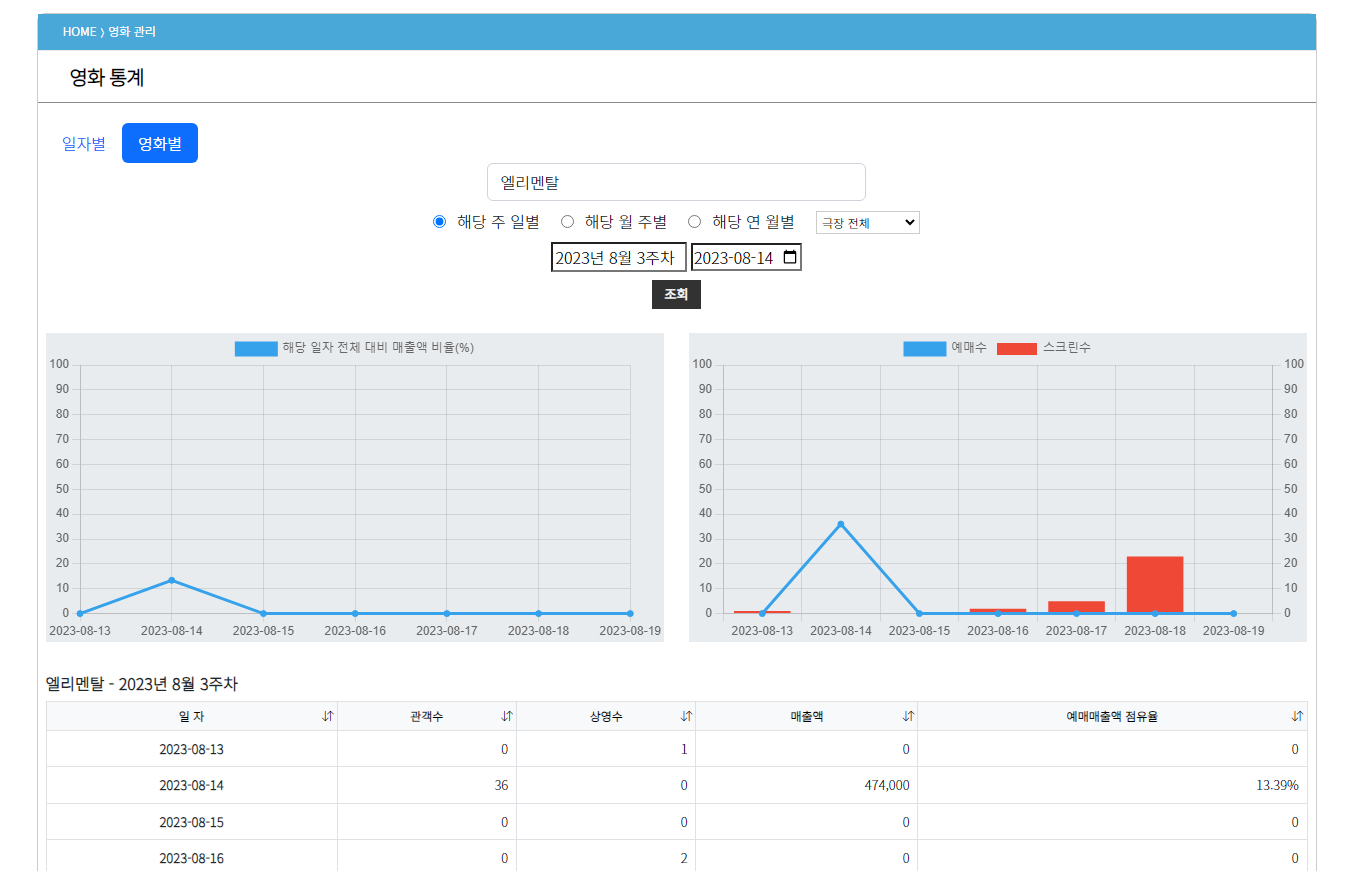 HOME 〉영화 관리
영화 통계
일자별 영화별
엘리멘탈
해당 주 일별 해당 월 주별 해당 연 월별 극장 전체
2023년 8월 3주차 2023-08-14
조회
해당 일자 전체 대비 매출액 비율(%)
100
90
80
70
60
50
40
30
20
10
0
2023-08-13 2023-08-14 2023-08-15 2023-08-16 2023-08-17 2023-08-18 2023-08-19
예매수 스크린수
100 100
90 90
80 80
70 70
60 60
50 50
40 40
30 30
20 20
10 10
0 0
2023-08-13 2023-08-14 2023-08-15 2023-08-16 2023-08-17 2023-08-18 2023-08-19
엘리멘탈 - 2023년 8월 3주차
일 자 관객수 상영수 매출액 예매매출액 점유율
2023-08-13 0 1 0 0
2023-08-14 36 0 474,000 13.39%
2023-08-15 0 0 0 0
2023-08-16 0 2 0 0